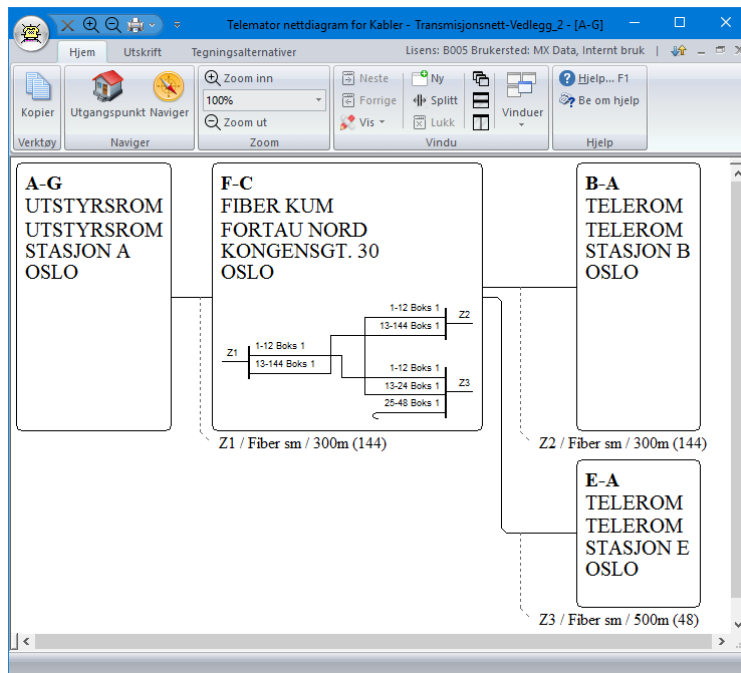 Telemator nettdiagram for Kabler - Transmisjonsnett-Vedlegg_2 - [A-G]
Hjem Utskrift Tegningsalternativer Lisens: B005 Brukersted: MX Data, Internt bruk
Kopier
Verktøy
Utgangspunkt Naviger
Naviger
Zoom inn
100%
Zoom ut
Zoom
Neste
Forrige
Vis
Ny
Splitt
Lukk
Vinduer
Vindu
Hjelp... F1
Be om hjelp
Hjelp
A-G
UTSTYRSROM
UTSTYRSROM
STASJON A
OSLO
F-C
FIBER KUM
FORTAU NORD
KONGENSGT. 30
OSLO
1-12 Boks 1
Z2
13-144 Boks 1
Z1
1-12 Boks 1
13-144 Boks 1
1-12 Boks 1
13-24 Boks 1
Z3
25-48 Boks 1
B-A
TELEROM
TELEROM
STASJON B
OSLO
Z1 / Fiber sm / 300m (144)
Z2 / Fiber sm / 300m (144)
E-A
TELEROM
TELEROM
STASJON E
OSLO
Z3 / Fiber sm / 500m (48)